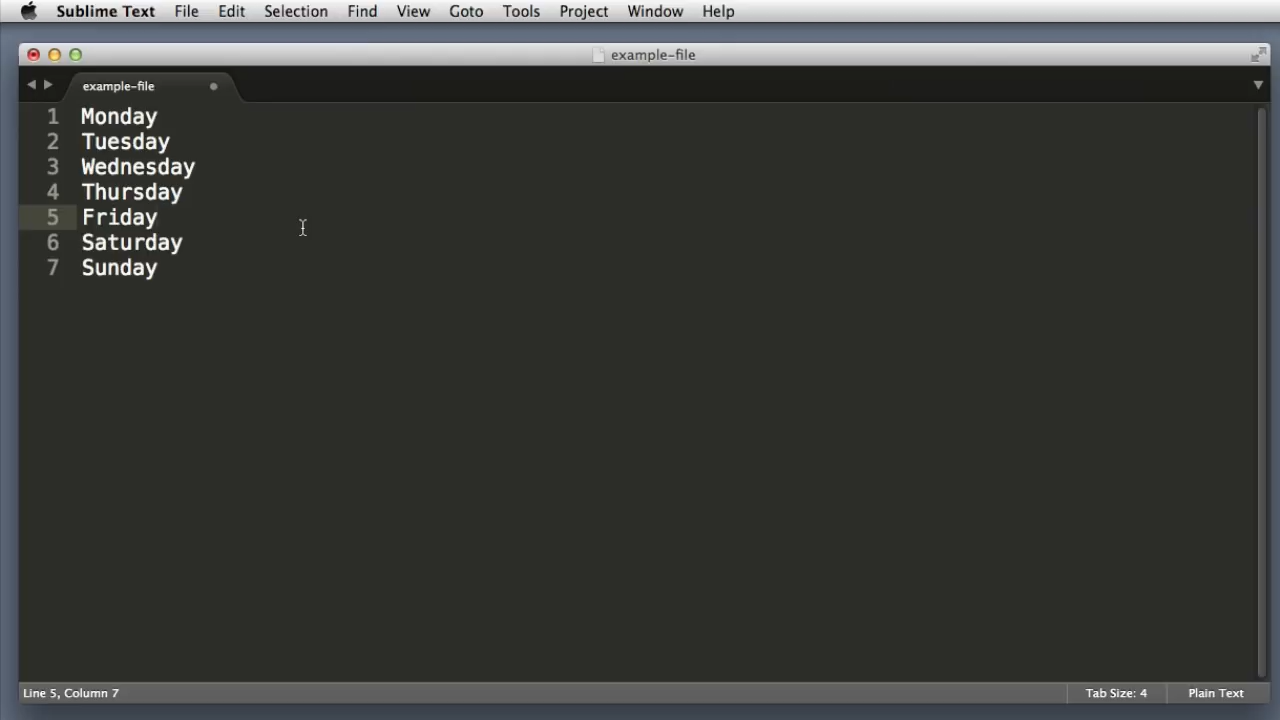 Sublime Text File Edit Selection Find View Goto Tools Project Window Help
example-file
example-file
1 Monday
2 Tuesday
3 Wednesday
4 Thursday
5 Friday
6 Saturday
7 Sunday
Line 5, Column 7 Tab Size: 4 Plain Text